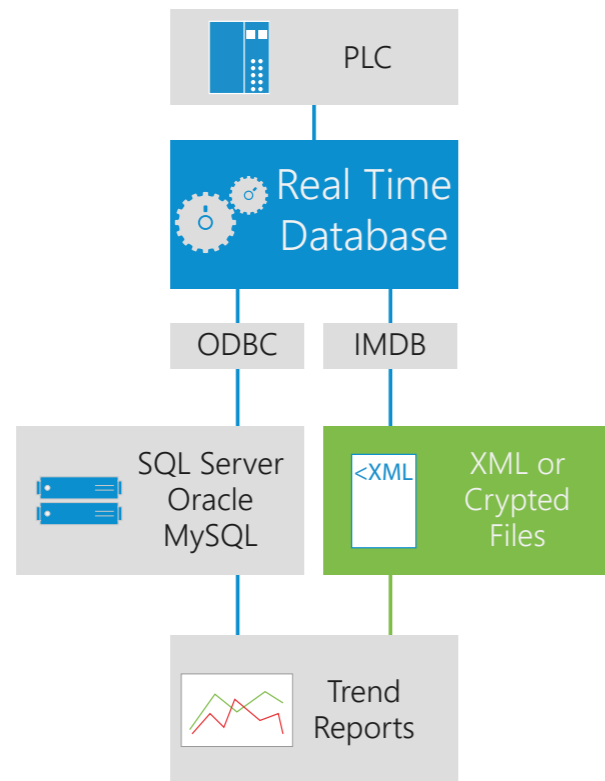 PLC
Real Time
Database
ODBC
IMDB
SQL Server
Oracle
MySQL
<XML
XML or
Crypted
Files
Trend
Reports